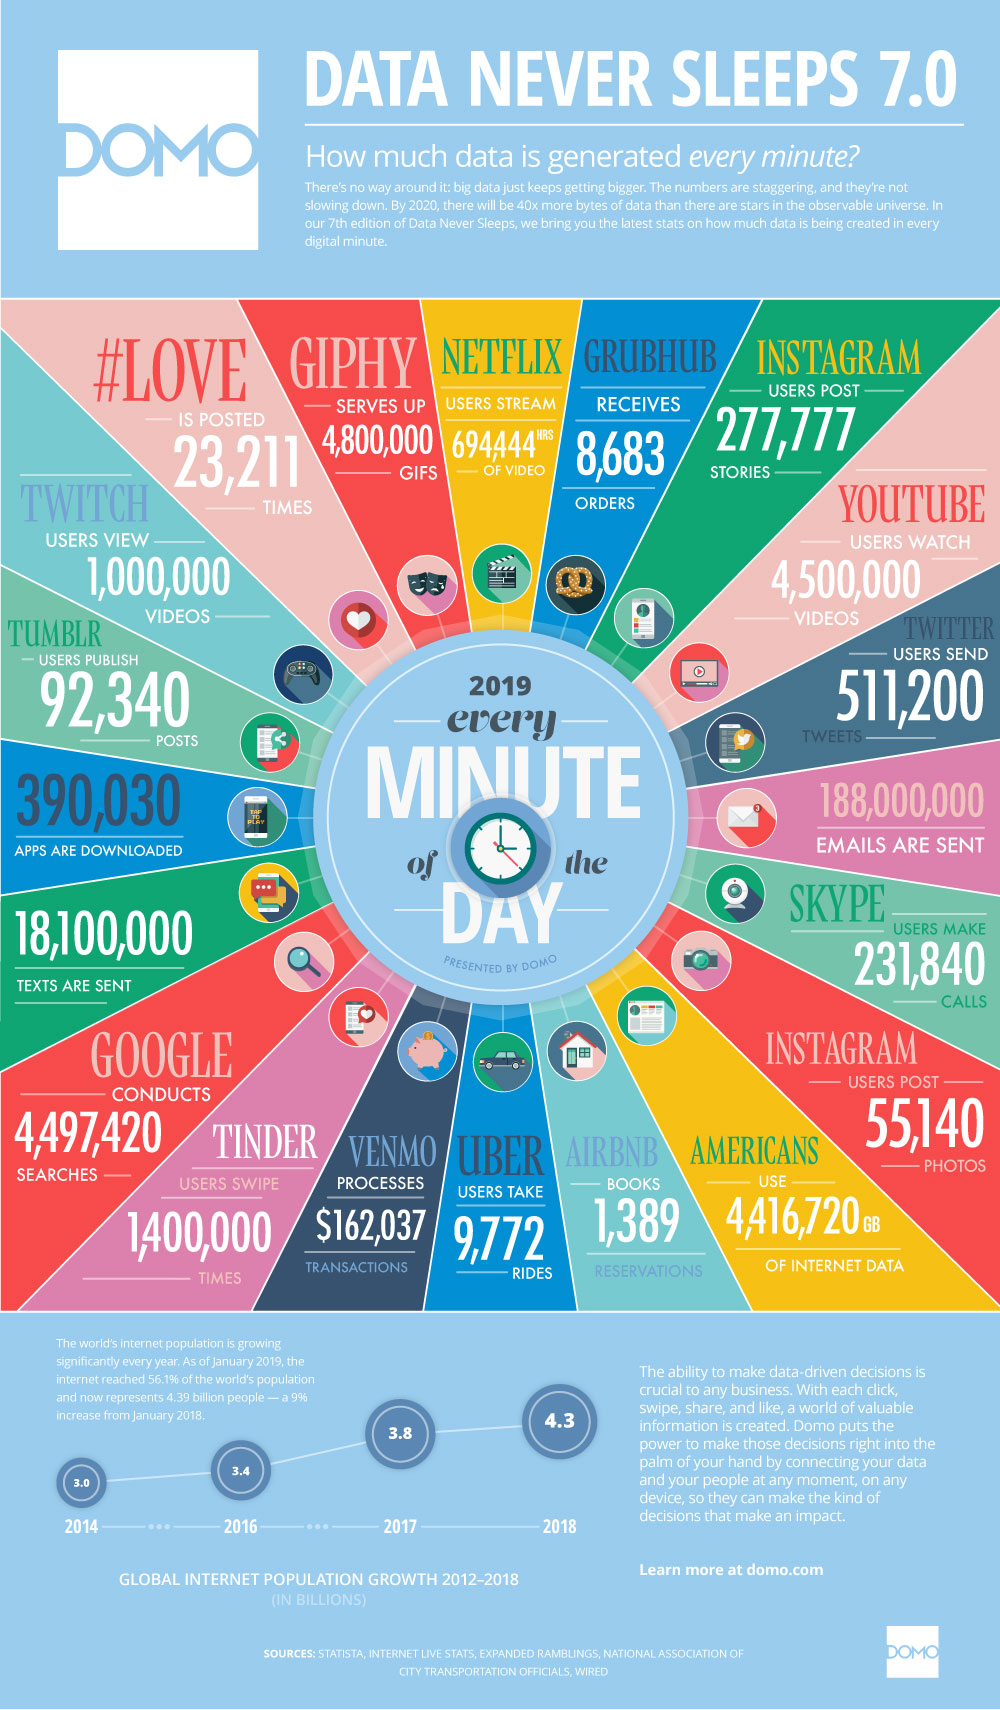 DOMO
DATA NEVER SLEEPS 7.0
How much data is generated every minute?
There's no way around it: big data just keeps getting bigger. The numbers are staggering, and they're not
slowing down. By 2020, there will be 40x more bytes of data than there are stars in the observable universe. In
our 7th edition of Data Never Sleeps, we bring you the latest stats on how much data is being created in every
digital minute.
#LOVE
IS POSTED
23,211
TIMES
GIPHY
SERVES UP
4,800,000
GIFS
NETFLIX
USERS STREAM
694,444 HRS
OF VIDEO
GRUBHUB
RECEIVES
8,683
ORDERS
INSTAGRAM
USERS POST
277,777
STORIES
YOUTUBE
USERS WATCH
4,500,000
VIDEOS
TWITTER
USERS SEND
511,200
TWEETS
188,000,000
EMAILS ARE SENT
3
SKYPE
USERS MAKE
231,840
CALLS
INSTAGRAM
USERS POST
55,140
PHOTOS
AMERICANS
USE
4,416,720 GB
OF INTERNET DATA
AIRBNB
BOOKS
1,389
RESERVATIONS
UBER
USERS TAKE
9,772
RIDES
VENMO
PROCESSES
$162,037
TRANSACTIONS
TINDER
USERS SWIPE
1,400,000
TIMES
GOOGLE
CONDUCTS
4,497,420
SEARCHES
18,100,000
TEXTS ARE SENT
390,030
APPS ARE DOWNLOADED
TAP
TO
PLAY
TUMBLR
USERS PUBLISH
92,340
POSTS
TWITCH
USERS VIEW
1,000,000
VIDEOS
2019
every
MINUTE
of the
DAY
PRESENTED BY DOMO
The world's internet population is growing
significantly every year. As of January 2019, the
internet reached 56.1% of the world's population
and now represents 4.39 billion people — a 9%
increase from January 2018.
3.0
3.4
3.8
4.3
2014
2016
2017
2018
GLOBAL INTERNET POPULATION GROWTH 2012–2018
(IN BILLIONS)
The ability to make data-driven decisions is
crucial to any business. With each click,
swipe, share, and like, a world of valuable
information is created. Domo puts the
power to make those decisions right into the
palm of your hand by connecting your data
and your people at any moment, on any
device, so they can make the kind of
decisions that make an impact.
Learn more at domo.com
SOURCES: STATISTA, INTERNET LIVE STATS, EXPANDED RAMBLINGS, NATIONAL ASSOCIATION OF
CITY TRANSPORTATION OFFICIALS, WIRED
DOMO